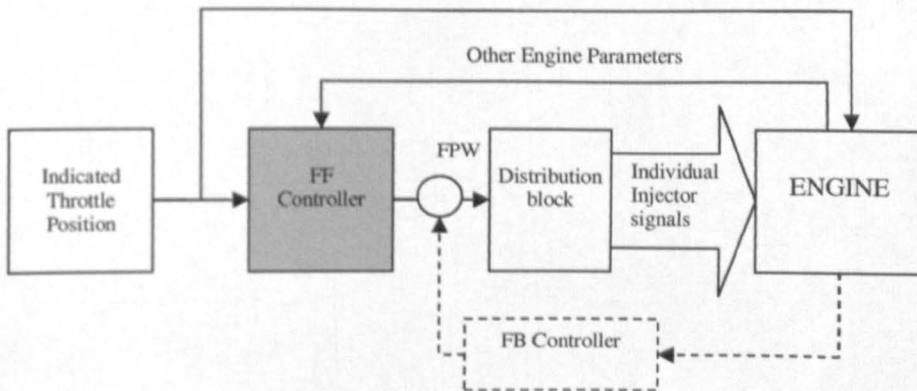 Other Engine Parameters
Indicated
Throttle
Position
FF
Controller
FPW
Distribution
block
Individual
Injector
signals
ENGINE
FB Controller